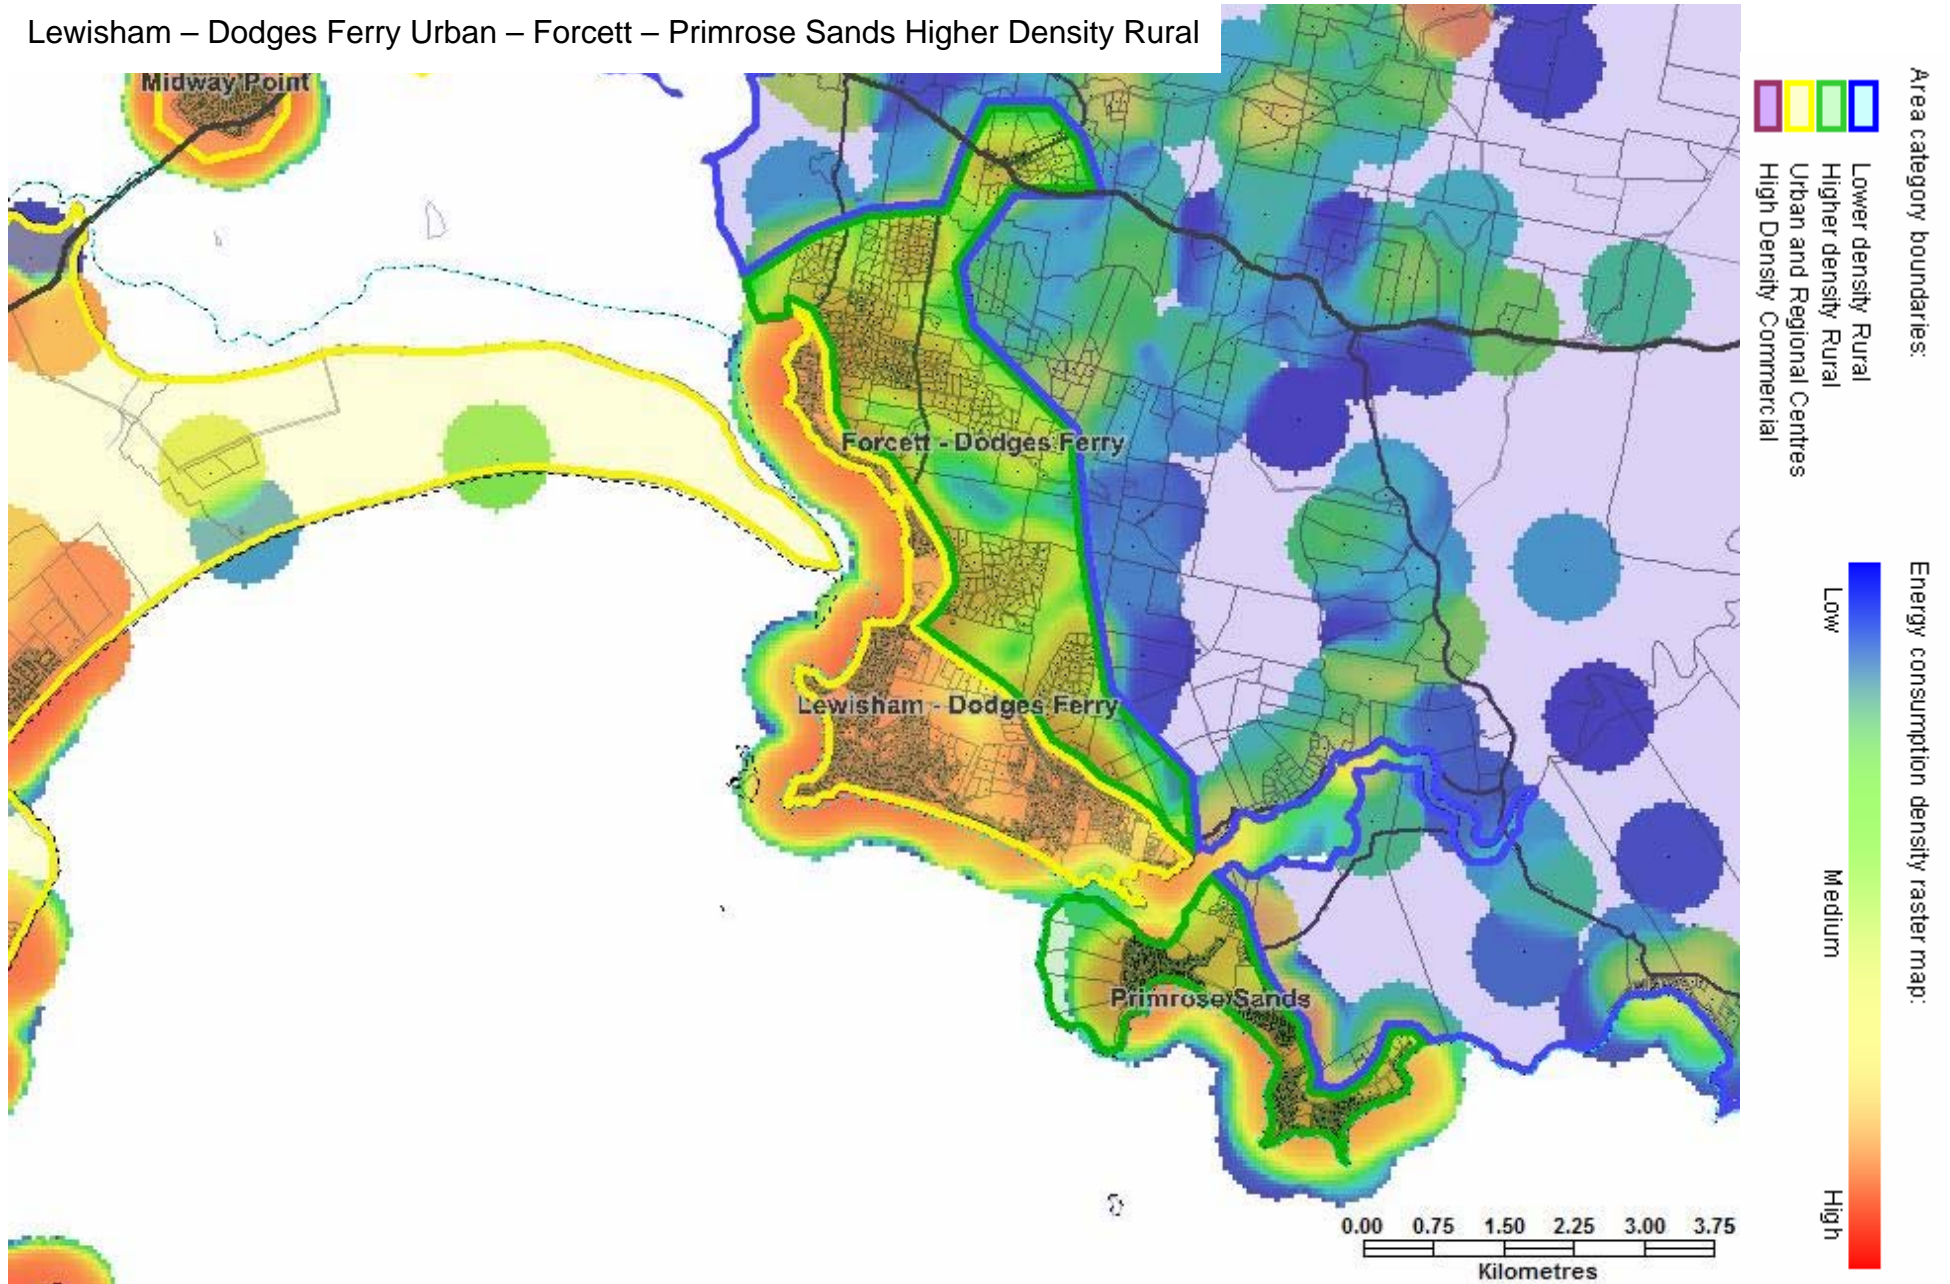 Lewisham – Dodges Ferry Urban – Forcett – Primrose Sands Higher Density Rural
Midway Point
Forcett - Dodges Ferry
Lewisham - Dodges Ferry
Primrose Sands
Area category boundaries:
Lower density Rural
Higher density Rural
Urban and Regional Centres
High Density Commercial
Energy consumption density raster map:
Low
Medium
High
0.00 0.75 1.50 2.25 3.00 3.75
Kilometres